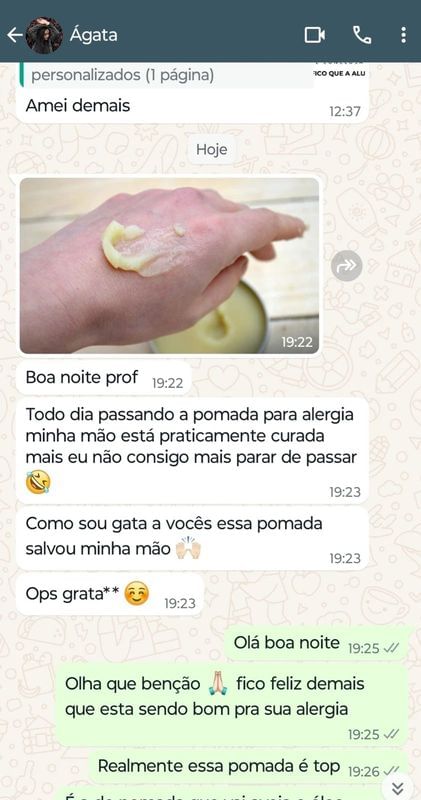 Ágata
personalizados (1 página)
ICO QUE A ALU
Amei demais
12:37
Hoje
19:22
Boa noite prof 19:22
Todo dia passando a pomada para alergia
minha mão está praticamente curada
mais eu não consigo mais parar de passar
🤣
19:23
Como sou gata a vocês essa pomada
salvou minha mão 🙌🏻
19:23
Ops grata** ☺️ 19:23
Olá boa noite 19:25
Olha que benção 🙏🏻 fico feliz demais
que esta sendo bom pra sua alergia
19:25
Realmente essa pomada é top 19:26